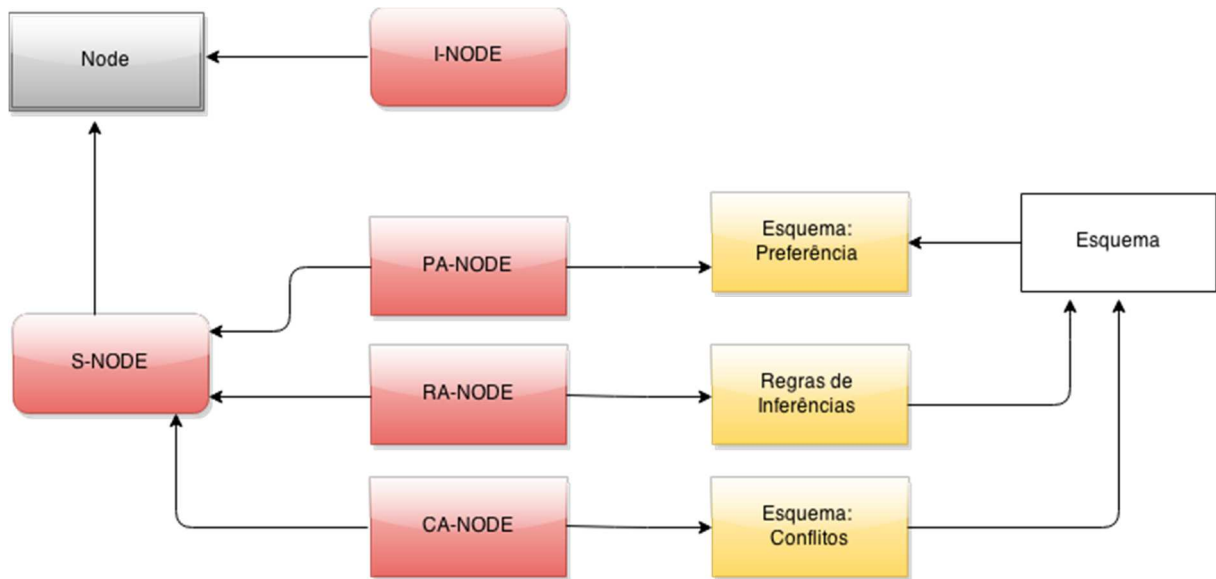 Node
I-NODE
PA-NODE
Esquema:
Preferência
Esquema
S-NODE
RA-NODE
Regras de
Inferências
CA-NODE
Esquema:
Conflitos